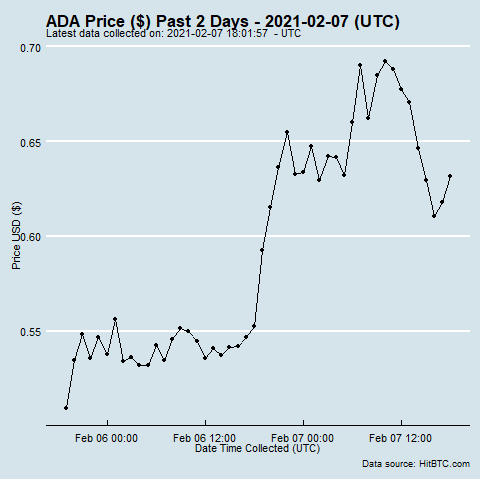 ADA Price ($) Past 2 Days - 2021-02-07 (UTC)
Latest data collected on: 2021-02-07 18:01:57 - UTC
0.70
0.65
0.60
0.55
Price USD ($)
Feb 06 00:00 Feb 06 12:00 Feb 07 00:00 Feb 07 12:00
Date Time Collected (UTC)
Data source: HitBTC.com